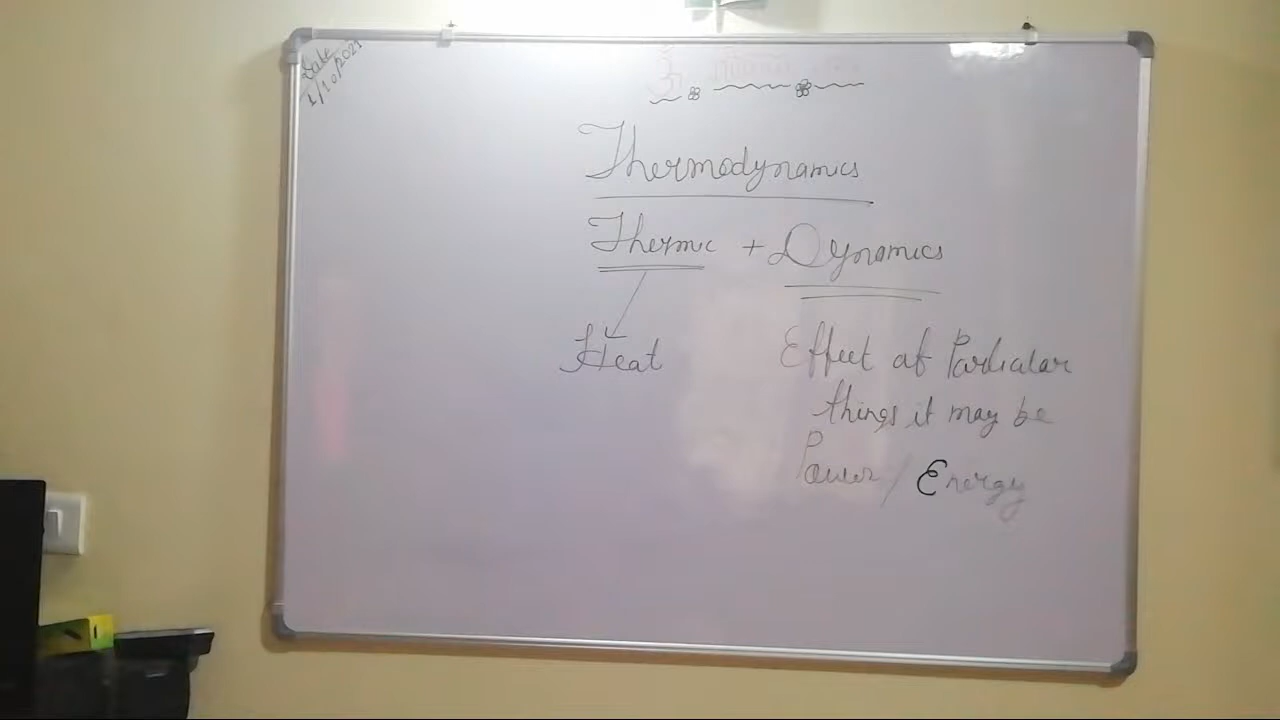 Date
1/10/2021
ॐ
Thermodynamics
Thermic + Dynamics
Heat
Effect of Particular
things it may be
Power / Energy